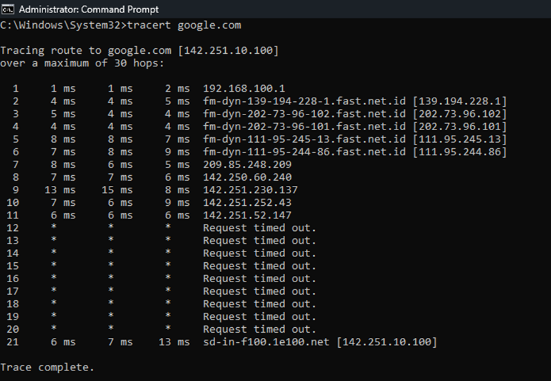 Administrator: Command Prompt
C:\Windows\System32>tracert google.com
Tracing route to google.com [142.251.10.100]
over a maximum of 30 hops:
1 1 ms 1 ms 2 ms 192.168.100.1
2 4 ms 4 ms 5 ms fm-dyn-139-194-228-1.fast.net.id [139.194.228.1]
3 5 ms 4 ms 4 ms fm-dyn-202-73-96-102.fast.net.id [202.73.96.102]
4 4 ms 4 ms 4 ms fm-dyn-202-73-96-101.fast.net.id [202.73.96.101]
5 8 ms 8 ms 7 ms fm-dyn-111-95-245-13.fast.net.id [111.95.245.13]
6 7 ms 8 ms 9 ms fm-dyn-111-95-244-86.fast.net.id [111.95.244.86]
7 8 ms 6 ms 5 ms 209.85.248.209
8 7 ms 7 ms 6 ms 142.250.60.240
9 13 ms 15 ms 8 ms 142.251.230.137
10 7 ms 6 ms 9 ms 142.251.252.43
11 6 ms 6 ms 6 ms 142.251.52.147
12 * * * Request timed out.
13 * * * Request timed out.
14 * * * Request timed out.
15 * * * Request timed out.
16 * * * Request timed out.
17 * * * Request timed out.
18 * * * Request timed out.
19 * * * Request timed out.
20 * * * Request timed out.
21 6 ms 7 ms 13 ms sd-in-f100.1e100.net [142.251.10.100]
Trace complete.